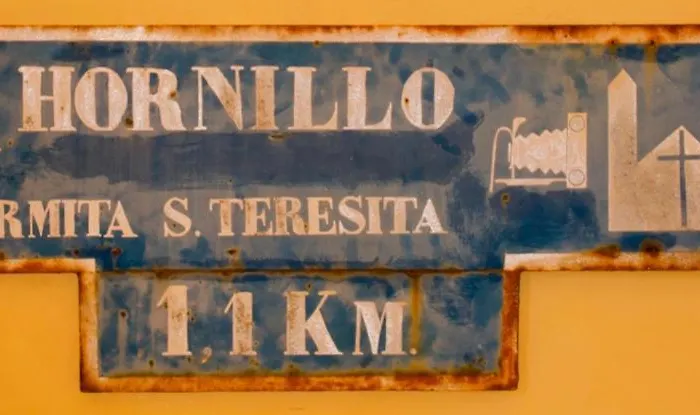 HORNILLO
RMITA S. TERESITA
1,1 KM.